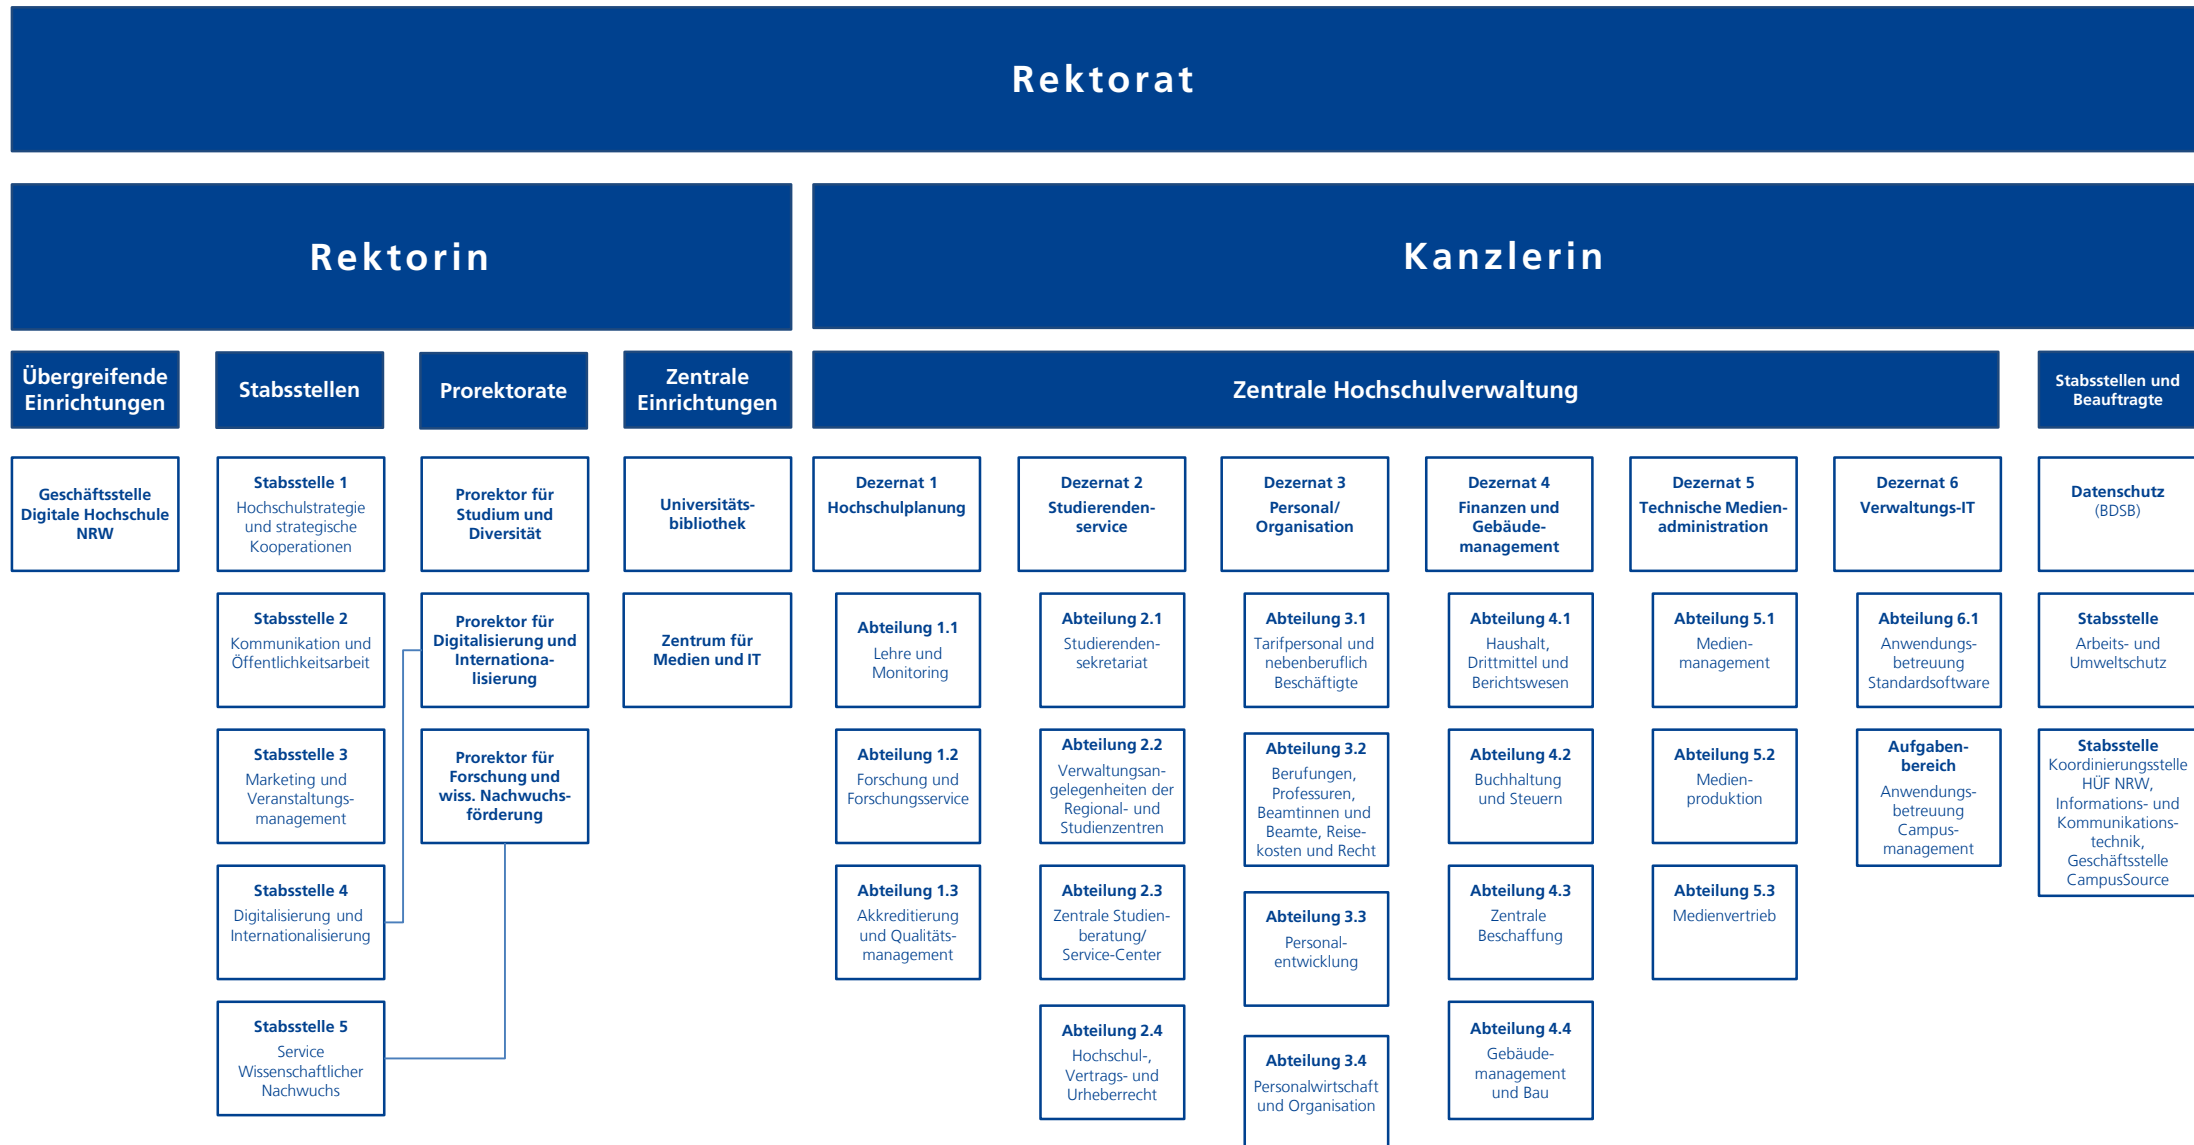 Rektorat
Rektorin
Kanzlerin
Übergreifende
Einrichtungen
Stabsstellen
Prorektorate
Zentrale
Einrichtungen
Zentrale Hochschulverwaltung
Stabsstellen und
Beauftragte
Geschäftsstelle
Digitale Hochschule
NRW
Stabsstelle 1
Hochschulstrategie
und strategische
Kooperationen
Stabsstelle 2
Kommunikation und
Öffentlichkeitsarbeit
Stabsstelle 3
Marketing und
Veranstaltungs-
management
Stabsstelle 4
Digitalisierung und
Internationalisierung
Stabsstelle 5
Service
Wissenschaftlicher
Nachwuchs
Prorektor für
Studium und
Diversität
Prorektor für
Digitalisierung und
Internationa-
lisierung
Prorektor für
Forschung und
wiss. Nachwuchs-
förderung
Universitäts-
bibliothek
Zentrum für
Medien und IT
Dezernat 1
Hochschulplanung
Abteilung 1.1
Lehre und
Monitoring
Abteilung 1.2
Forschung und
Forschungsservice
Abteilung 1.3
Akkreditierung
und Qualitäts-
management
Dezernat 2
Studierenden-
service
Abteilung 2.1
Studierenden-
sekretariat
Abteilung 2.2
Verwaltungsan-
gelegenheiten der
Regional- und
Studienzentren
Abteilung 2.3
Zentrale Studien-
beratung/
Service-Center
Abteilung 2.4
Hochschul-,
Vertrags- und
Urheberrecht
Dezernat 3
Personal/
Organisation
Abteilung 3.1
Tarifpersonal und
nebenberuflich
Beschäftigte
Abteilung 3.2
Berufungen,
Professuren,
Beamtinnen und
Beamte, Reise-
kosten und Recht
Abteilung 3.3
Personal-
entwicklung
Abteilung 3.4
Personalwirtschaft
und Organisation
Dezernat 4
Finanzen und
Gebäude-
management
Abteilung 4.1
Haushalt,
Drittmittel und
Berichtswesen
Abteilung 4.2
Buchhaltung
und Steuern
Abteilung 4.3
Zentrale
Beschaffung
Abteilung 4.4
Gebäude-
management
und Bau
Dezernat 5
Technische Medien-
administration
Abteilung 5.1
Medien-
management
Abteilung 5.2
Medien-
produktion
Abteilung 5.3
Medienvertrieb
Dezernat 6
Verwaltungs-IT
Abteilung 6.1
Anwendungs-
betreuung
Standardsoftware
Aufgaben-
bereich
Anwendungs-
betreuung
Campus-
management
Datenschutz
(BDSB)
Stabsstelle
Arbeits- und
Umweltschutz
Stabsstelle
Koordinierungsstelle
HÜF NRW,
Informations- und
Kommunikations-
technik,
Geschäftsstelle
CampusSource